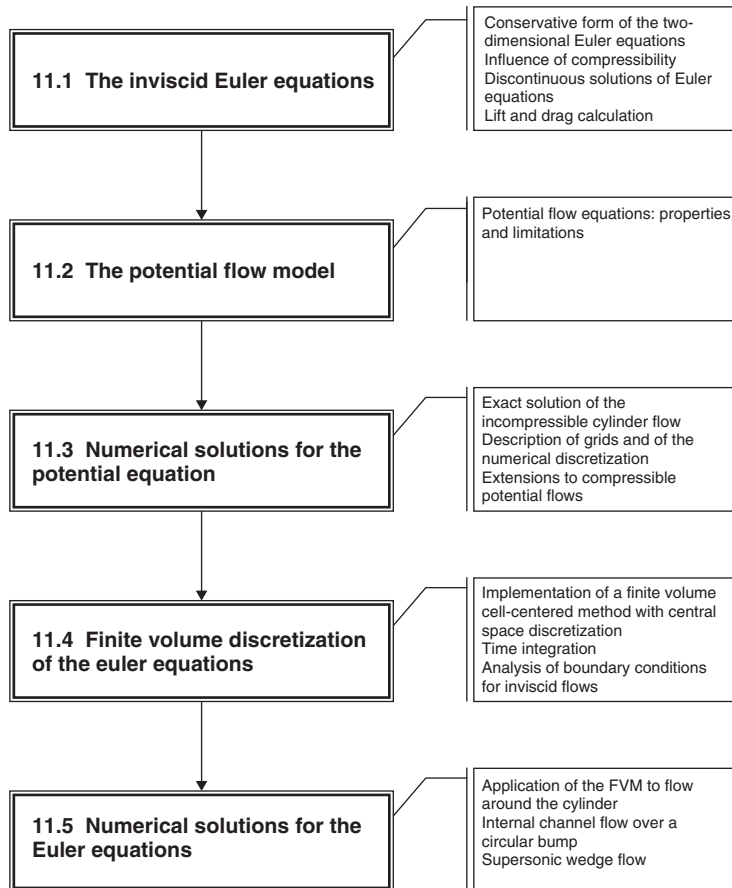 11.1 The inviscid Euler equations
Conservative form of the two-
dimensional Euler equations
Influence of compressibility
Discontinuous solutions of Euler
equations
Lift and drag calculation
11.2 The potential flow model
Potential flow equations: properties
and limitations
11.3 Numerical solutions for the
potential equation
Exact solution of the
incompressible cylinder flow
Description of grids and of the
numerical discretization
Extensions to compressible
potential flows
11.4 Finite volume discretization
of the euler equations
Implementation of a finite volume
cell-centered method with central
space discretization
Time integration
Analysis of boundary conditions
for inviscid flows
11.5 Numerical solutions for the
Euler equations
Application of the FVM to flow
around the cylinder
Internal channel flow over a
circular bump
Supersonic wedge flow